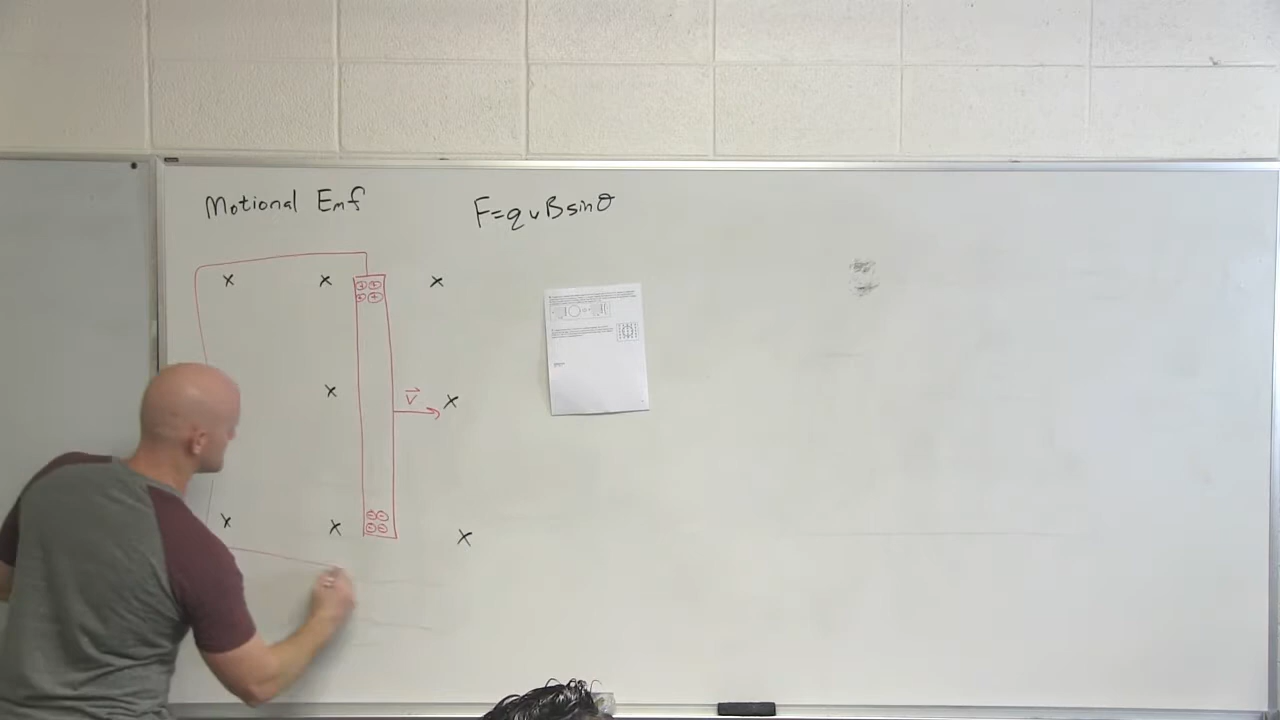 Motional Emf
F=qvBsinθ
x x x
+ +
+ +
x v x
- -
- -
x x x